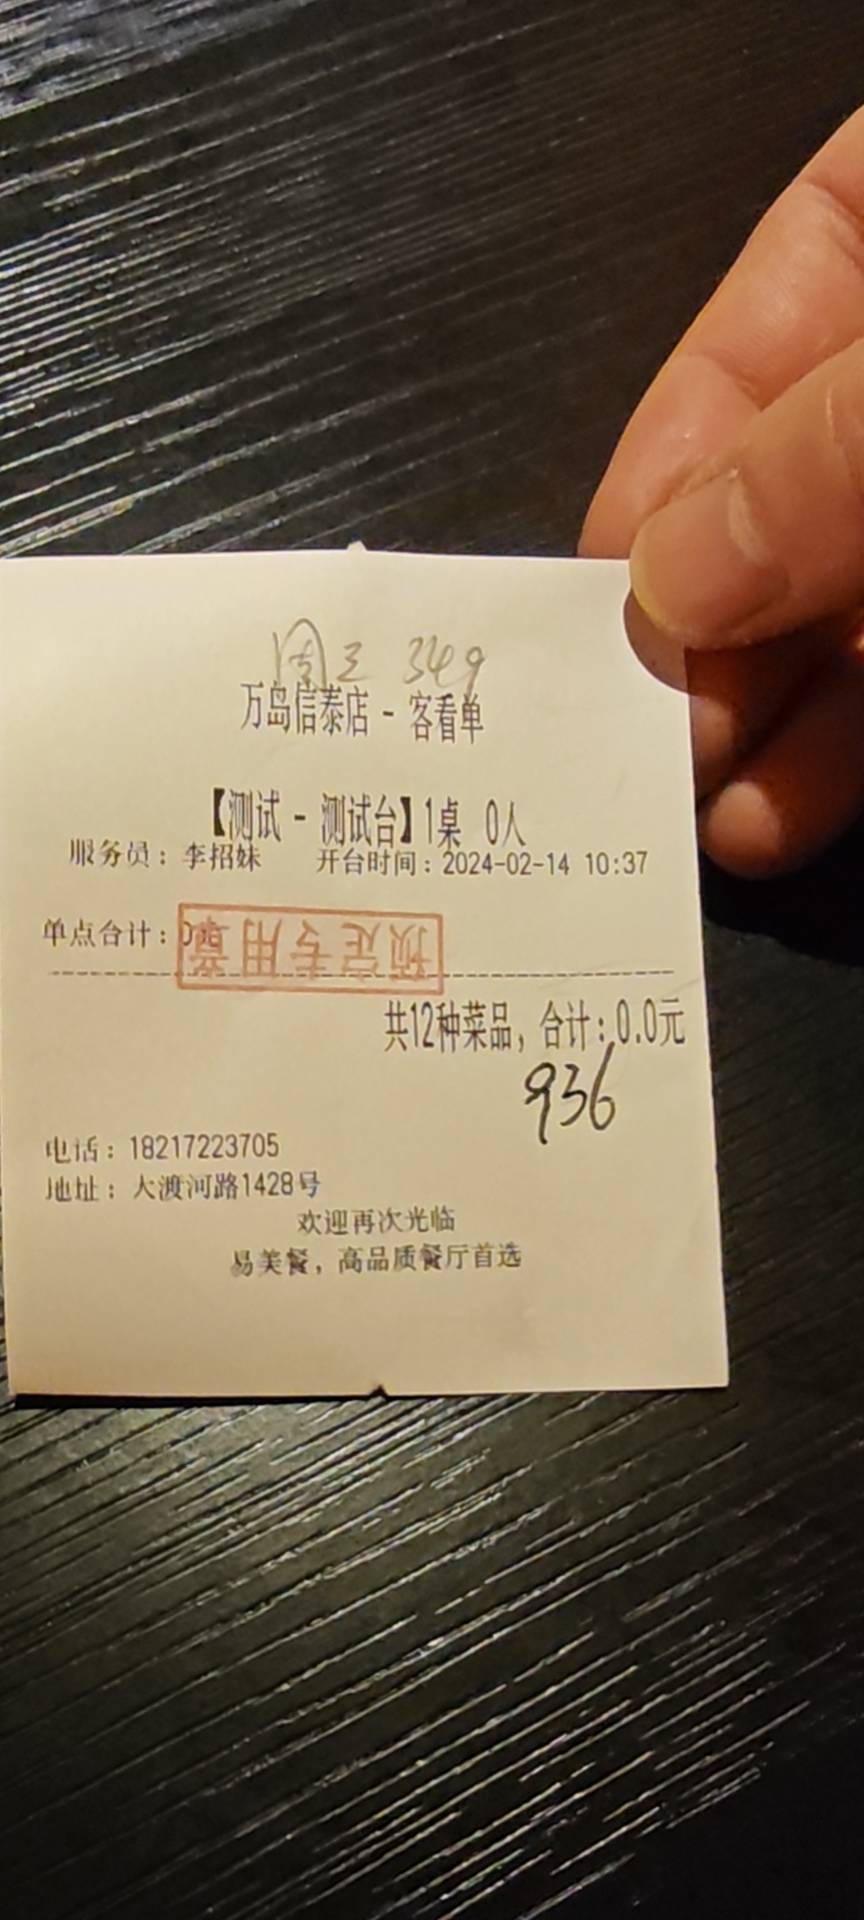 周三 349
万岛信泰店 - 客看单
【测试 - 测试台】1桌 0人
服务员: 李招妹 开台时间: 2024-02-14 10:37
单点合计:
预定专用章
共12种菜品, 合计: 0.0元
936
电话: 18217223705
地址: 大渡河路1428号
欢迎再次光临
易美餐, 高品质餐厅首选